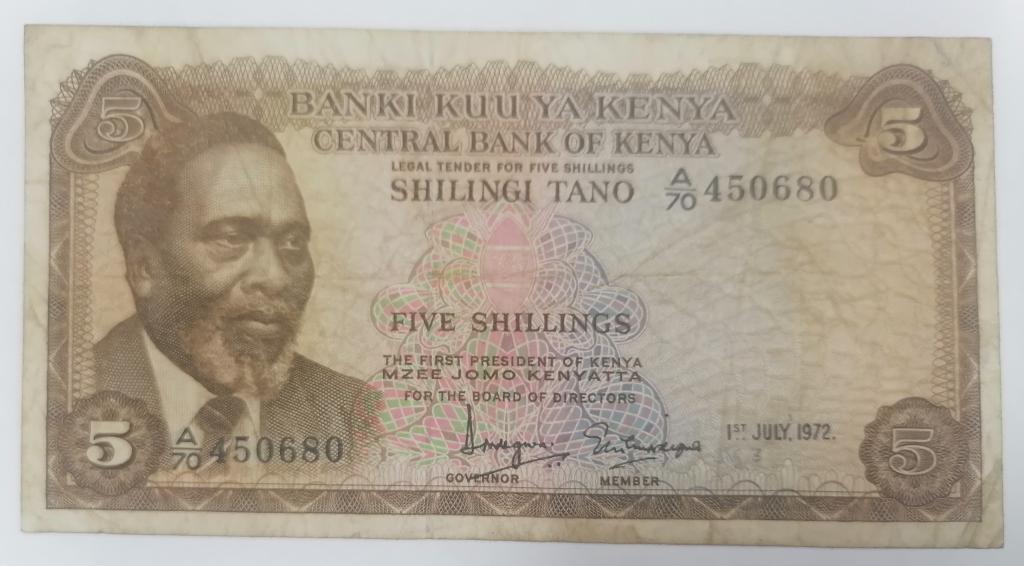 5
5
BANKI KUU YA KENYA
CENTRAL BANK OF KENYA
LEGAL TENDER FOR FIVE SHILLINGS
SHILINGI TANO
A/70 450680
FIVE SHILLINGS
THE FIRST PRESIDENT OF KENYA
MZEE JOMO KENYATTA
FOR THE BOARD OF DIRECTORS
1ST JULY, 1972.
5
A/70 450680
GOVERNOR
MEMBER
5